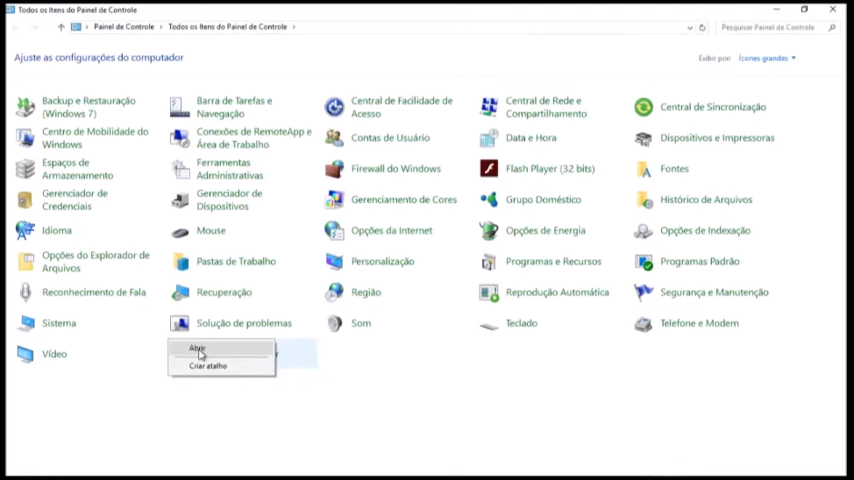 Todos os Itens do Painel de Controle
Painel de Controle > Todos os Itens do Painel de Controle >
Pesquisar Painel de Controle
Ajuste as configurações do computador
Exibir por: Ícones grandes
Backup e Restauração
(Windows 7)
Barra de Tarefas e
Navegação
Central de Facilidade de
Acesso
Central de Rede e
Compartilhamento
Central de Sincronização
Centro de Mobilidade do
Windows
Conexões de RemoteApp e
Área de Trabalho
Contas de Usuário
Data e Hora
Dispositivos e Impressoras
Espaços de
Armazenamento
Ferramentas
Administrativas
Firewall do Windows
Flash Player (32 bits)
Fontes
Gerenciador de
Credenciais
Gerenciador de
Dispositivos
Gerenciamento de Cores
Grupo Doméstico
Histórico de Arquivos
Idioma
Mouse
Opções da Internet
Opções de Energia
Opções de Indexação
Opções do Explorador de
Arquivos
Pastas de Trabalho
Personalização
Programas e Recursos
Programas Padrão
Reconhecimento de Fala
Recuperação
Região
Reprodução Automática
Segurança e Manutenção
Sistema
Solução de problemas
Som
Teclado
Telefone e Modem
Vídeo
Abrir
Criar atalho